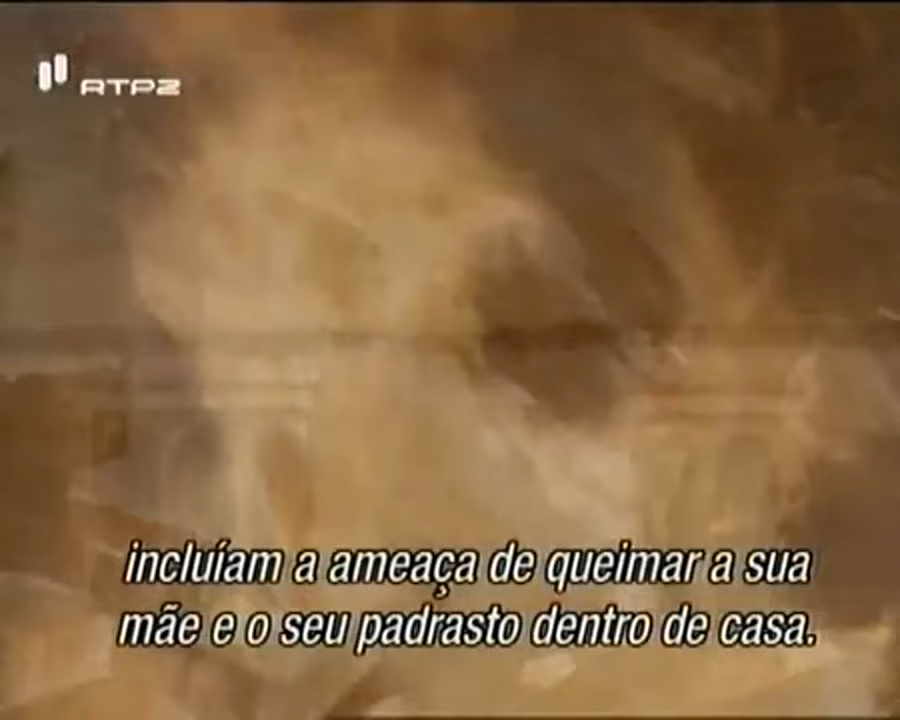 RTP2
incluíam a ameaça de queimar a sua
mãe e o seu padrasto dentro de casa.